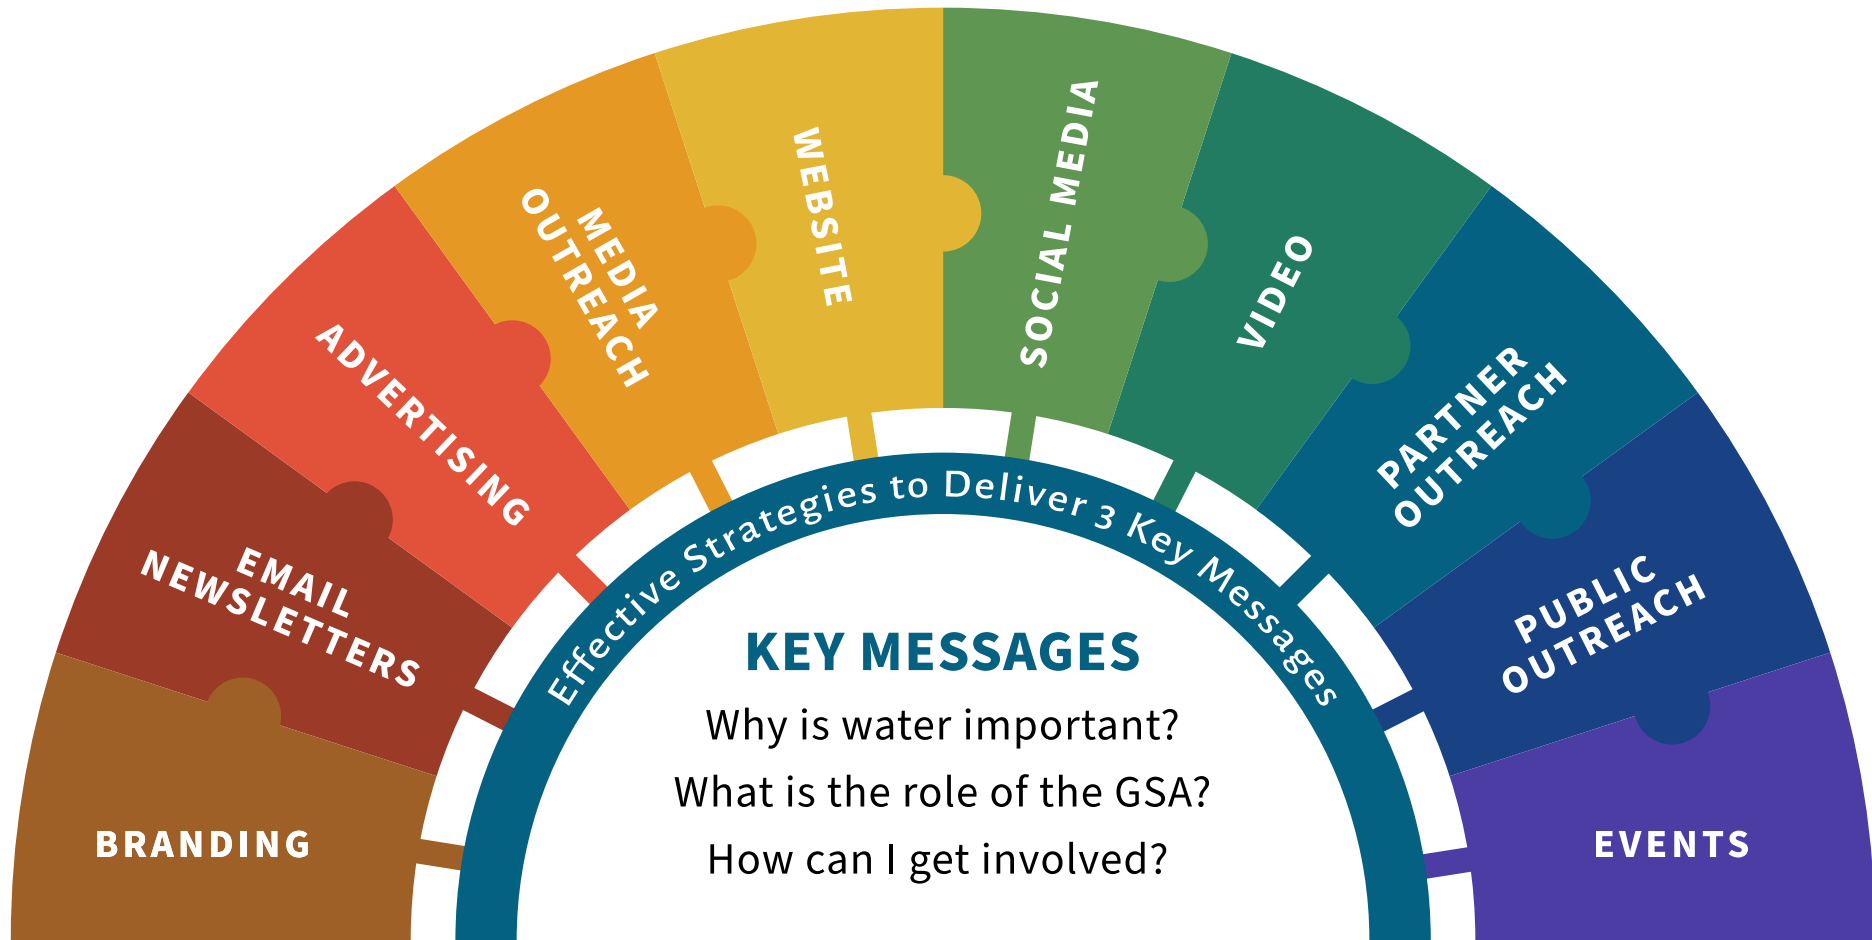 BRANDING
EMAIL
NEWSLETTERS
ADVERTISING
MEDIA
OUTREACH
WEBSITE
SOCIAL MEDIA
VIDEO
PARTNER
OUTREACH
PUBLIC
OUTREACH
EVENTS
Effective Strategies to Deliver 3 Key Messages
KEY MESSAGES
Why is water important?
What is the role of the GSA?
How can I get involved?